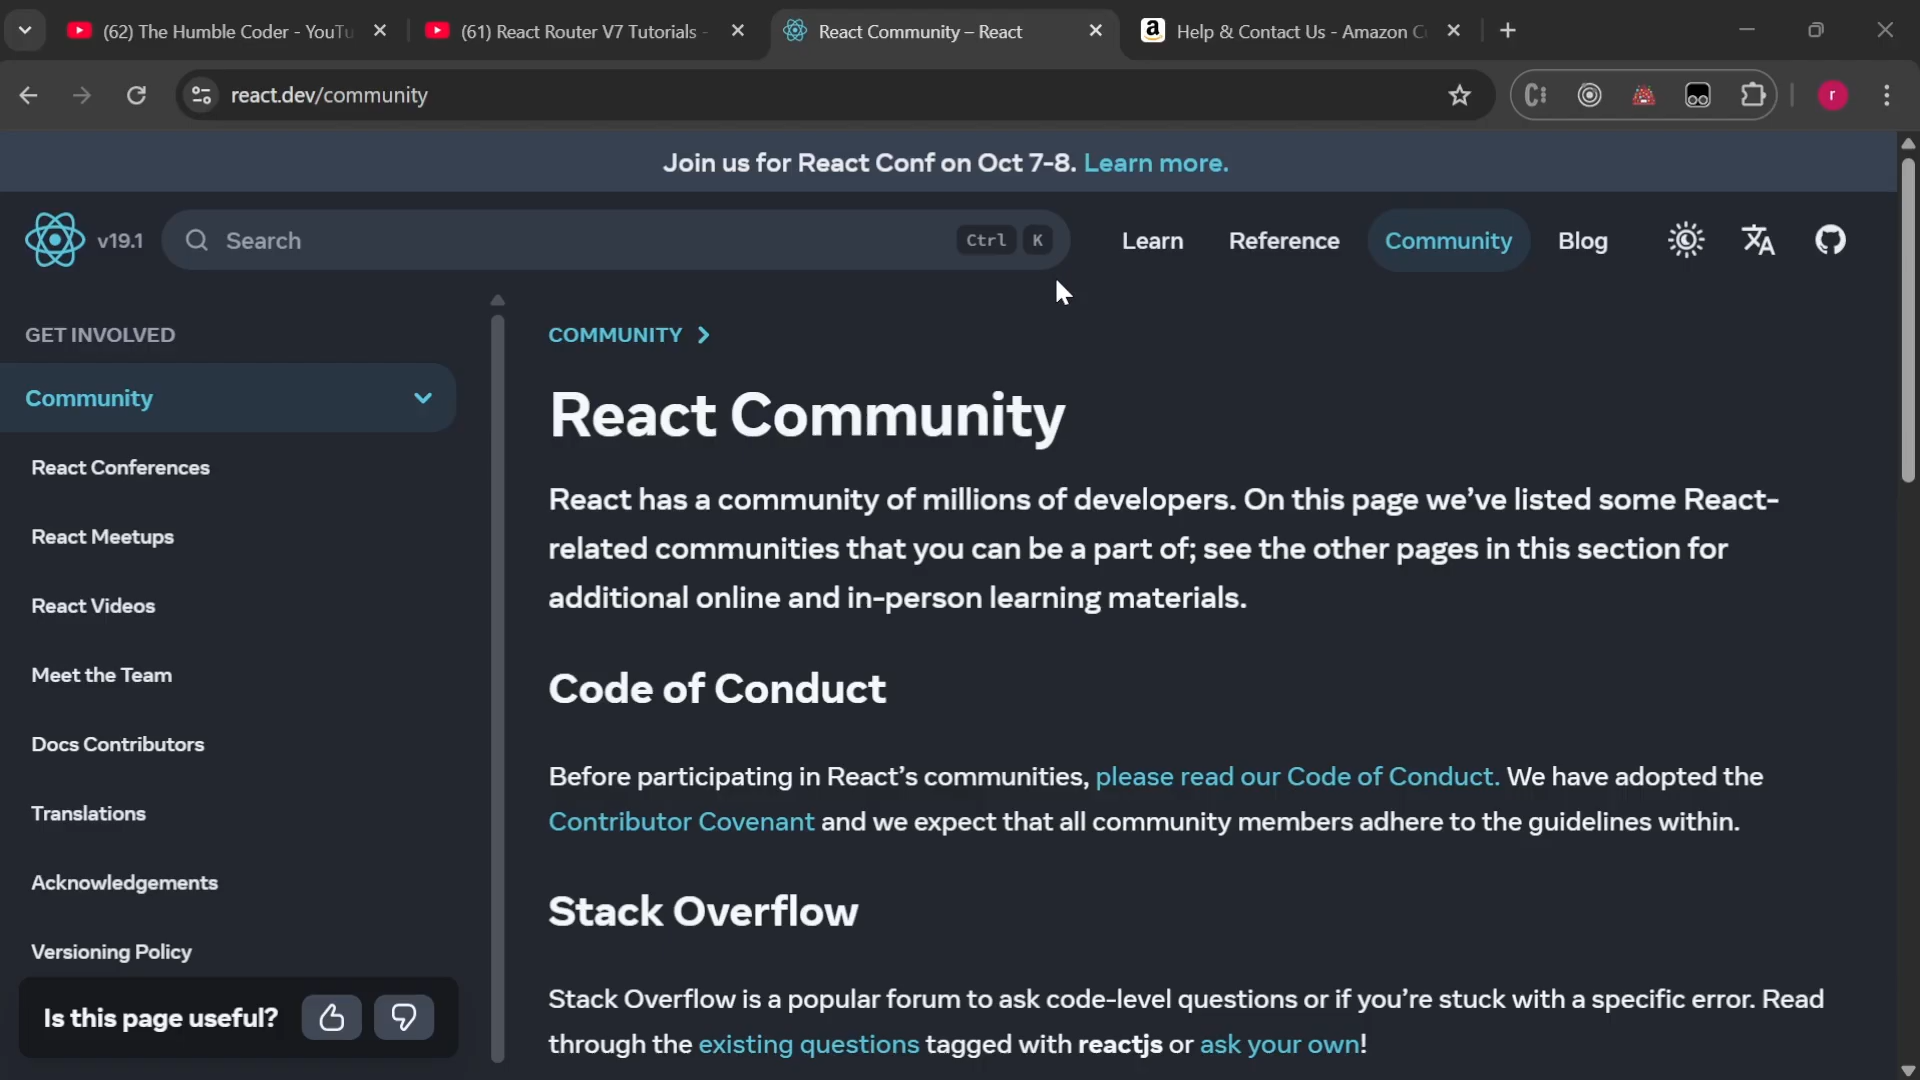 (62) The Humble Coder - YouTu
(61) React Router V7 Tutorials -
React Community – React
Help & Contact Us - Amazon C
react.dev/community
r
Join us for React Conf on Oct 7-8. Learn more.
v19.1
Search
Ctrl K
Learn
Reference
Community
Blog
GET INVOLVED
Community
React Conferences
React Meetups
React Videos
Meet the Team
Docs Contributors
Translations
Acknowledgements
Versioning Policy
Is this page useful?
COMMUNITY
React Community
React has a community of millions of developers. On this page we’ve listed some React-
related communities that you can be a part of; see the other pages in this section for
additional online and in-person learning materials.
Code of Conduct
Before participating in React’s communities, please read our Code of Conduct. We have adopted the
Contributor Covenant and we expect that all community members adhere to the guidelines within.
Stack Overflow
Stack Overflow is a popular forum to ask code-level questions or if you’re stuck with a specific error. Read
through the existing questions tagged with reactjs or ask your own!